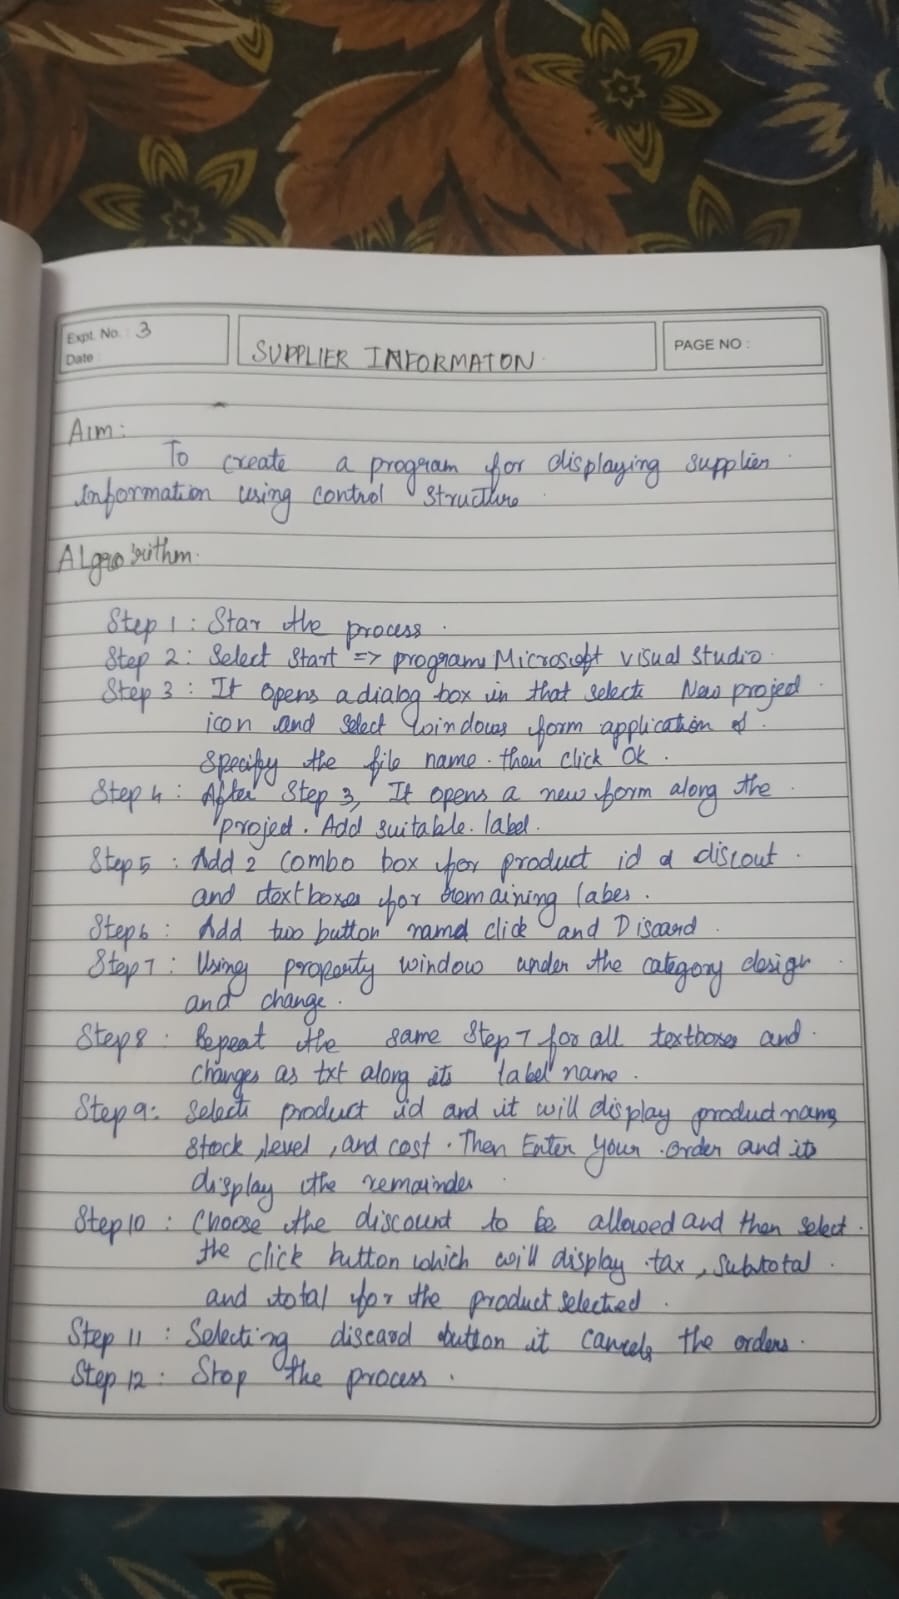 Expt. No. : 3
Date :
SUPPLIER INFORMATON
PAGE NO :
Aim:
To create a program for displaying supplier
Information using control structure
Algorithm.
Step 1 : Star the process .
Step 2 : Select Start => programs Microsoft visual studio.
Step 3 : It opens a dialog box in that selects New project
icon and select windows form application &
specify the file name . then click Ok .
Step 4 : After Step 3, It opens a new form along the
project . Add suitable label .
Step 5 : Add 2 combo box for product id & discout .
and textboxes for remaining labes .
Step 6 : Add two button named click and Discard
Step 7 : Using property window under the category design
and change .
Step 8 : Repeat the same Step 7 for all textboxes and .
changes as txt along its label name .
Step 9 : Selects product id and it will display product name,
stock level , and cost . Then Enter your order and its
display the remainder
Step 10 : Choose the discount to be allowed and then select .
the click button which will display tax , Subtotal .
and total for the product selected .
Step 11 : Selecting discard button it cancels the orders .
Step 12 : Stop the process .